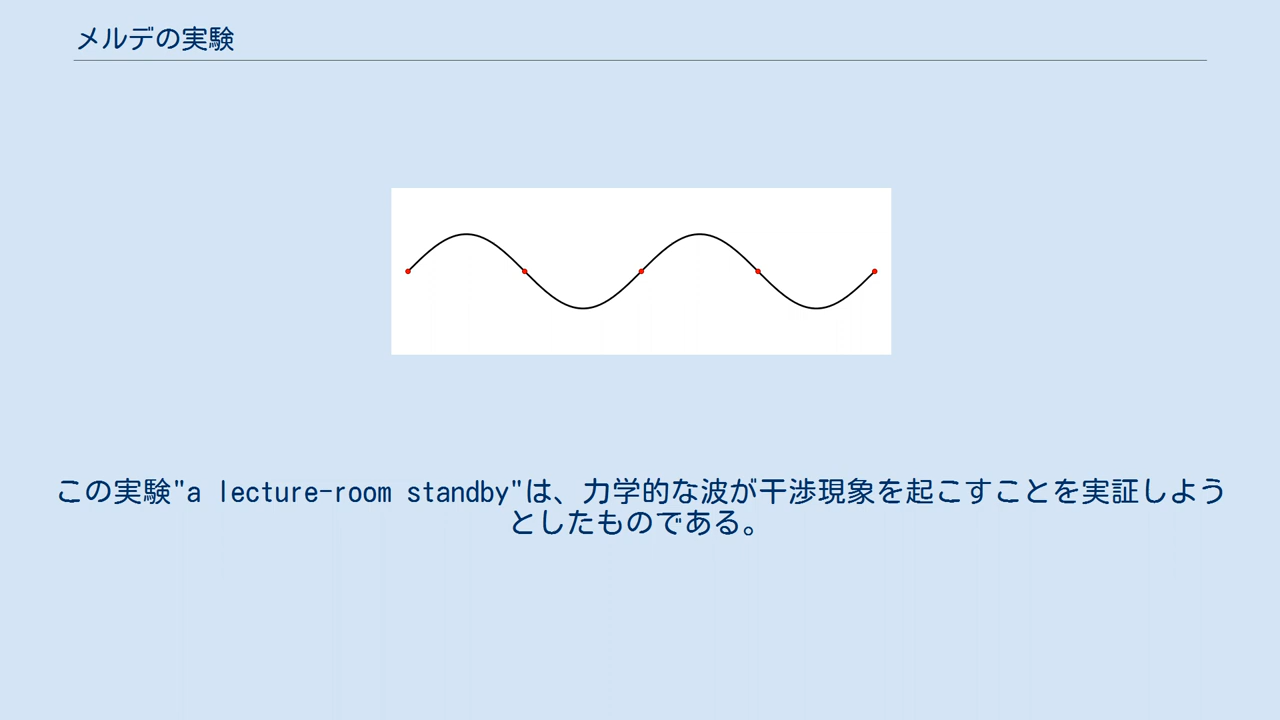 メルデの実験
この実験"a lecture-room standby"は、力学的な波が干渉現象を起こすことを実証しよう
としたものである。